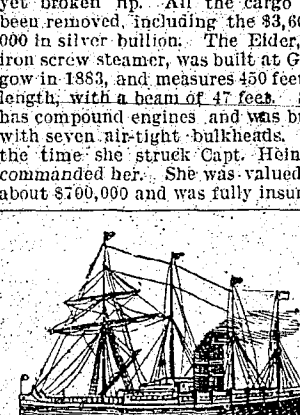 yet broken up. All the cargo
been removed, including the $3,6
000 in silver bullion. The Elder,
iron screw steamer, was built at G
gow in 1883, and measures 450 feet
length, with a beam of 47 feet.
has compound engines and was b
with seven air-tight bulkheads.
the time she struck Capt. Hein
commanded her. She was valued
about $700,000 and was fully insur